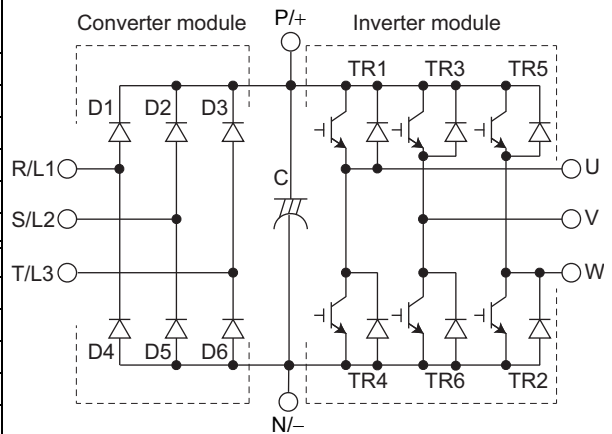 Converter module
P/+
Inverter module
TR1 TR3 TR5
D1 D2 D3
R/L1
U
C
S/L2
V
T/L3
W
D4 D5 D6
TR4 TR6 TR2
N/−